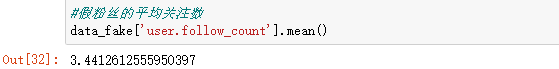 #假粉丝的平均关注数
data_fake['user.follow_count'].mean()
Out[32]: 3.4412612555950397